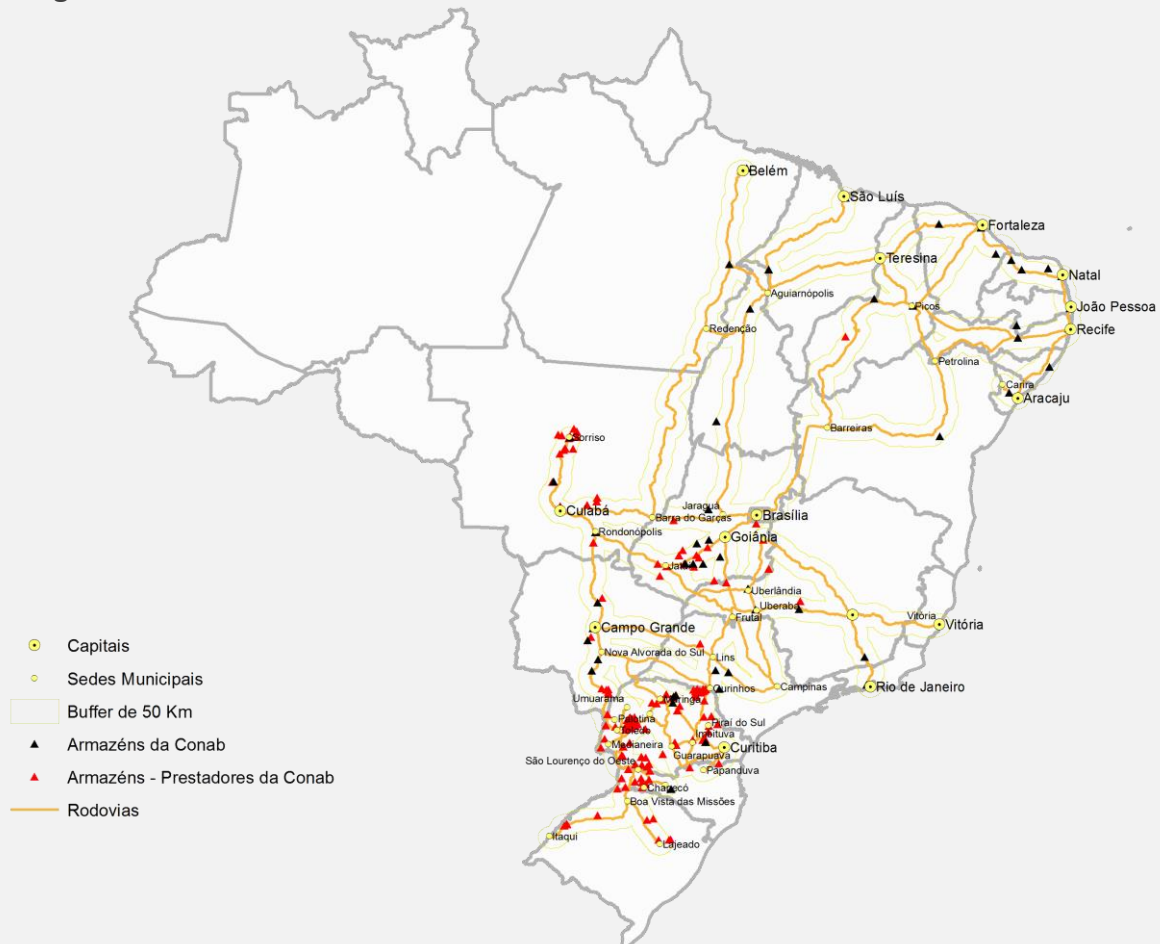 Belém
São Luís
Fortaleza
Teresina
Natal
Aguiarnópolis
Picos
João Pessoa
Redenção
Recife
Petrolina
Carira
Aracaju
Barreiras
Sorriso
Jaraguá
Cuiabá
Barra do Garças
Brasília
Rondonópolis
Goiânia
Jataí
Uberlândia
Uberaba
Frutal
Vitória
Vitória
Campo Grande
Capitais
Nova Alvorada do Sul
Lins
Sedes Municipais
Ourinhos
Campinas
Rio de Janeiro
Umuarama
Maringá
Buffer de 50 Km
Palotina
Piraí do Sul
Toledo
Imbituva
Armazéns da Conab
Medianeira
Curitiba
Guarapuava
São Lourenço do Oeste
Papanduva
Armazéns - Prestadores da Conab
Chapecó
Boa Vista das Missões
Rodovias
Itaqui
Lajeado